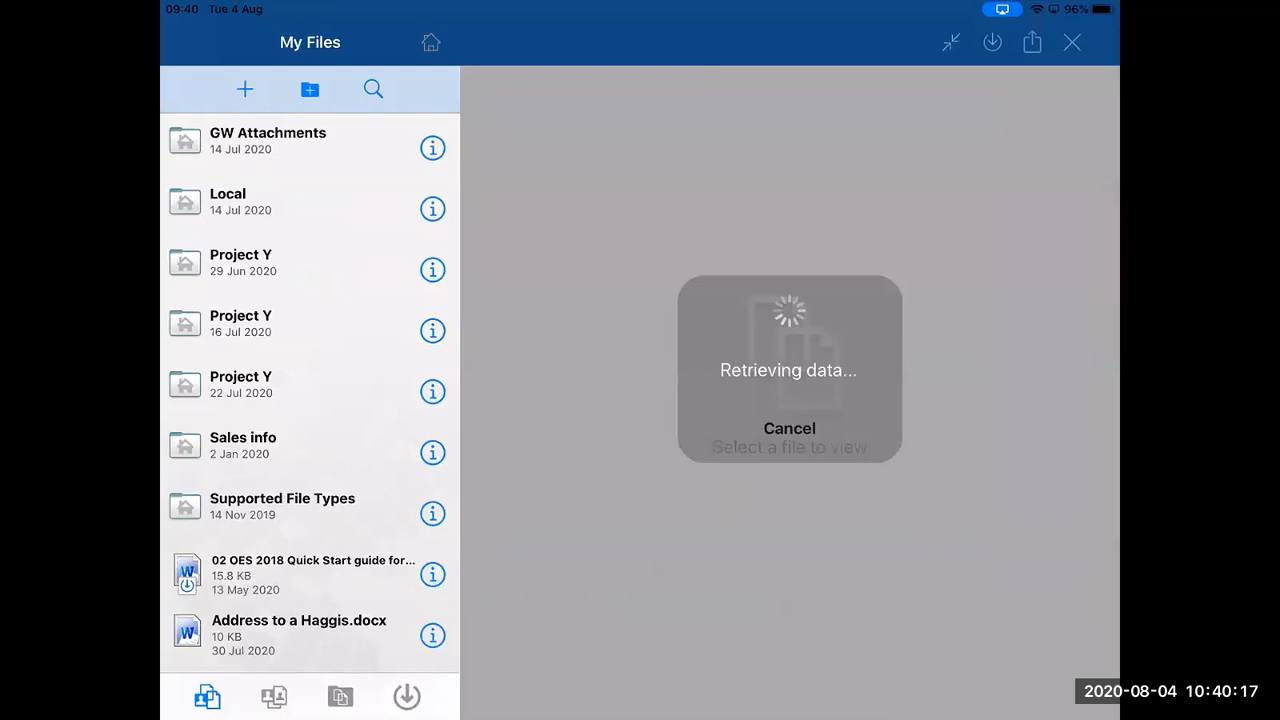 09:40 Tue 4 Aug
96%
My Files
GW Attachments
14 Jul 2020
Local
14 Jul 2020
Project Y
29 Jun 2020
Project Y
16 Jul 2020
Project Y
22 Jul 2020
Sales info
2 Jan 2020
Supported File Types
14 Nov 2019
02 OES 2018 Quick Start guide for...
15.8 KB
13 May 2020
Address to a Haggis.docx
10 KB
30 Jul 2020
Retrieving data...
Cancel
Select a file to view
2020-08-04 10:40:17